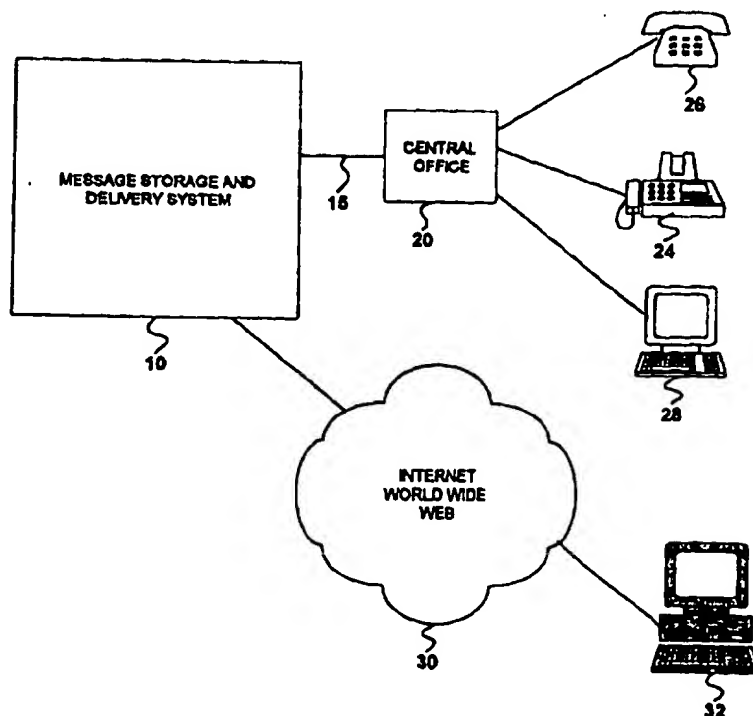 26
MESSAGE STORAGE AND
DELIVERY SYSTEM
CENTRAL
OFFICE
15
20
24
10
28
INTERNET
WORLD WIDE
WEB
30
32